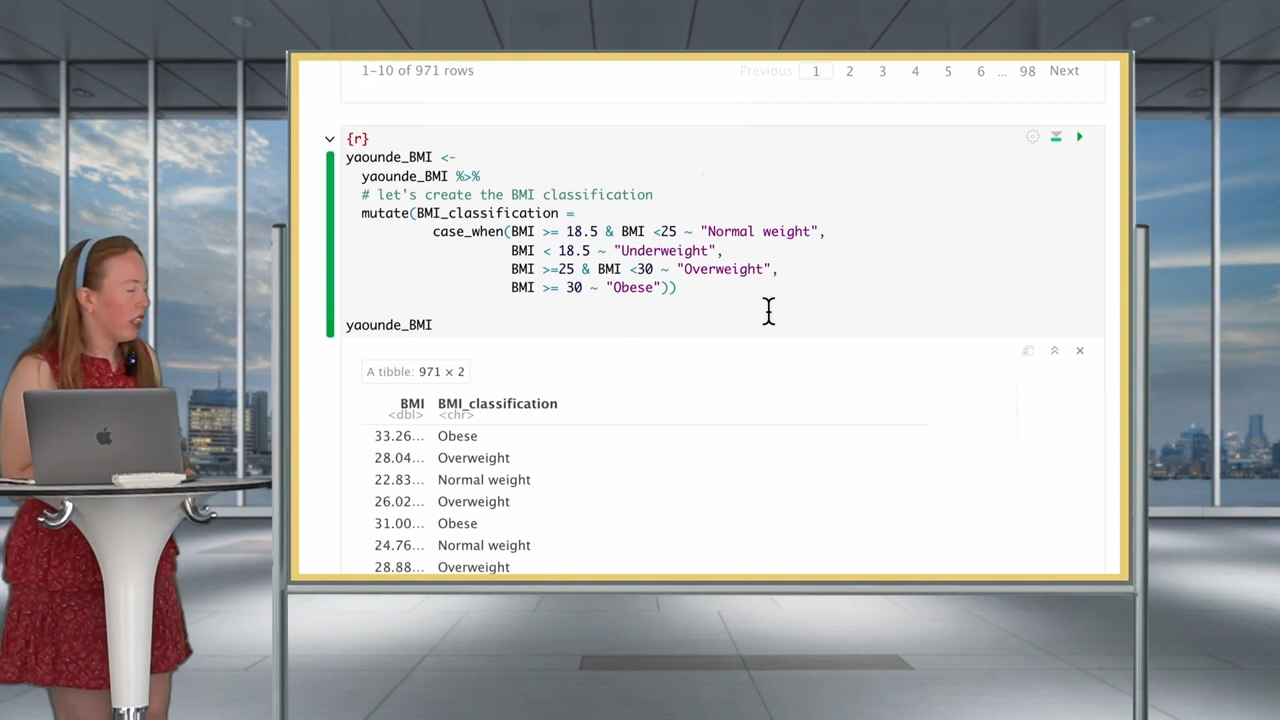 1–10 of 971 rows
Previous 1 2 3 4 5 6 ... 98 Next
{r}
yaounde_BMI <-
yaounde_BMI %>%
# let's create the BMI classification
mutate(BMI_classification =
case_when(BMI >= 18.5 & BMI <25 ~ "Normal weight",
BMI < 18.5 ~ "Underweight",
BMI >=25 & BMI <30 ~ "Overweight",
BMI >= 30 ~ "Obese"))
yaounde_BMI
A tibble: 971 × 2
BMI BMI_classification
<dbl> <chr>
33.26... Obese
28.04... Overweight
22.83... Normal weight
26.02... Overweight
31.00... Obese
24.76... Normal weight
28.88... Overweight